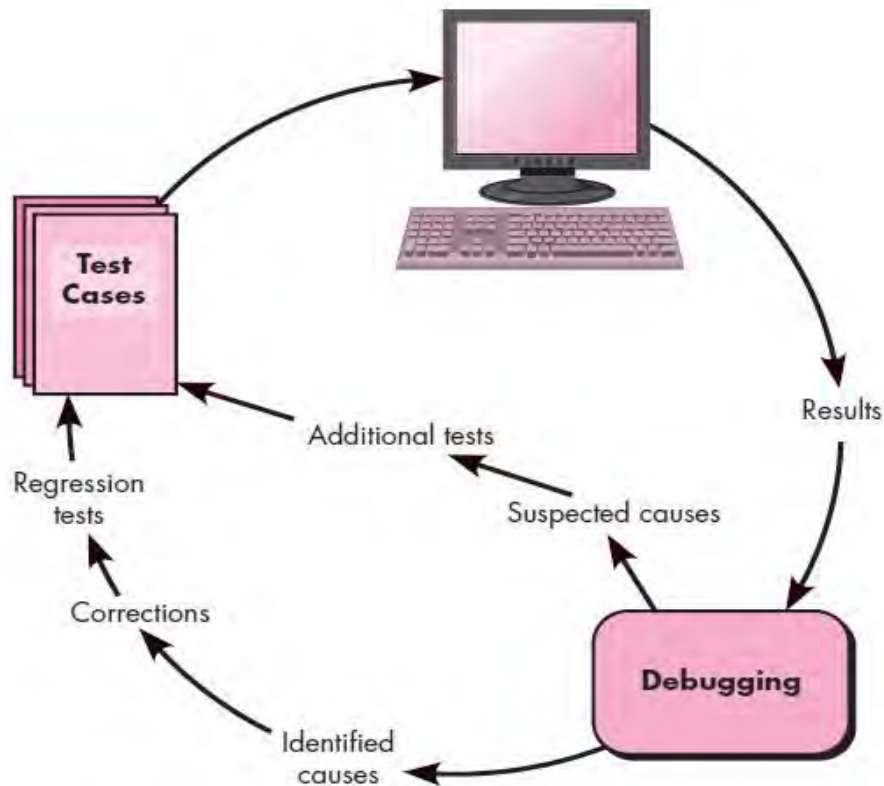 Test
Cases
Results
Additional tests
Suspected causes
Regression
tests
Corrections
Debugging
Identified
causes